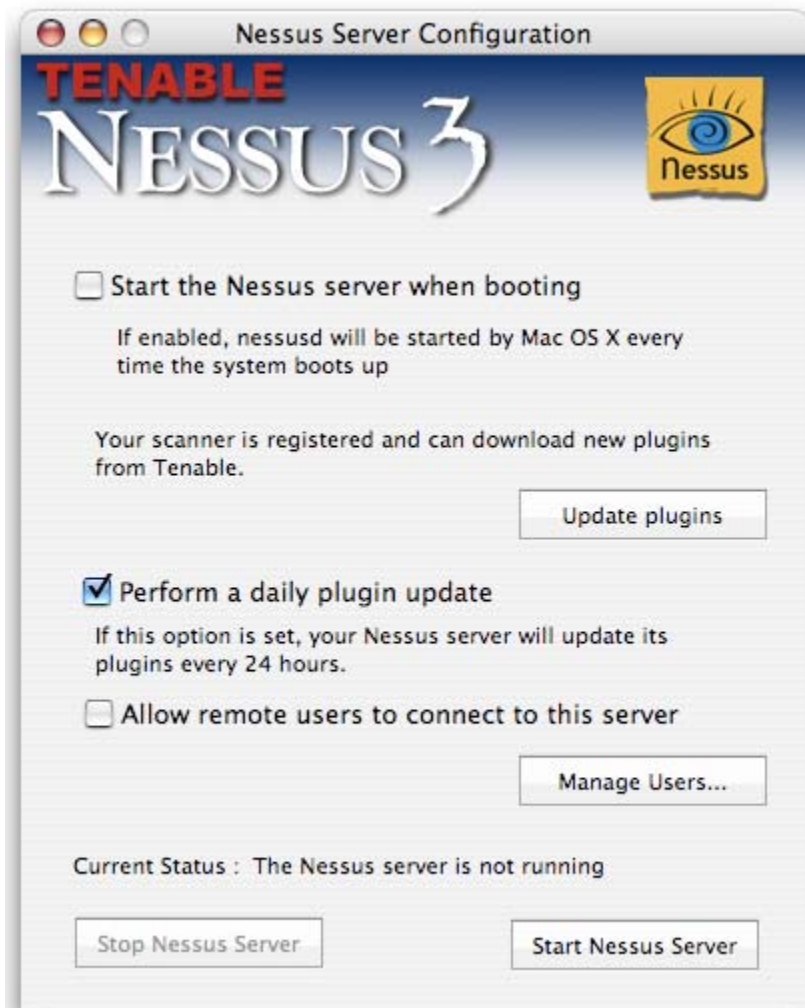 Nessus Server Configuration
TENABLE
NESSUS 3
nessus
Start the Nessus server when booting
If enabled, nessusd will be started by Mac OS X every
time the system boots up
Your scanner is registered and can download new plugins
from Tenable.
Update plugins
Perform a daily plugin update
If this option is set, your Nessus server will update its
plugins every 24 hours.
Allow remote users to connect to this server
Manage Users...
Current Status : The Nessus server is not running
Stop Nessus Server
Start Nessus Server